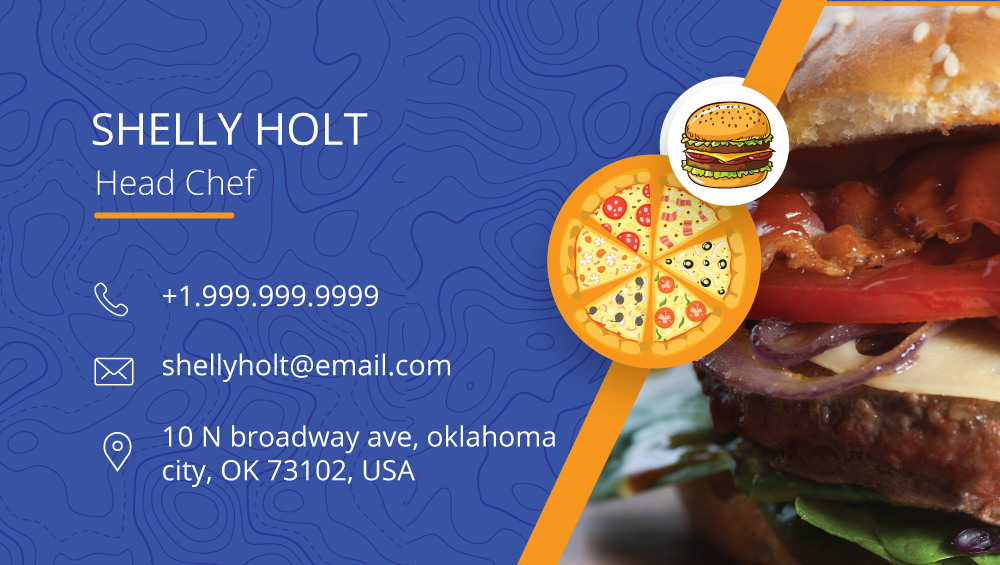 SHELLY HOLT
Head Chef
+1.999.999.9999
shellyholt@email.com
10 N broadway ave, oklahoma
city, OK 73102, USA